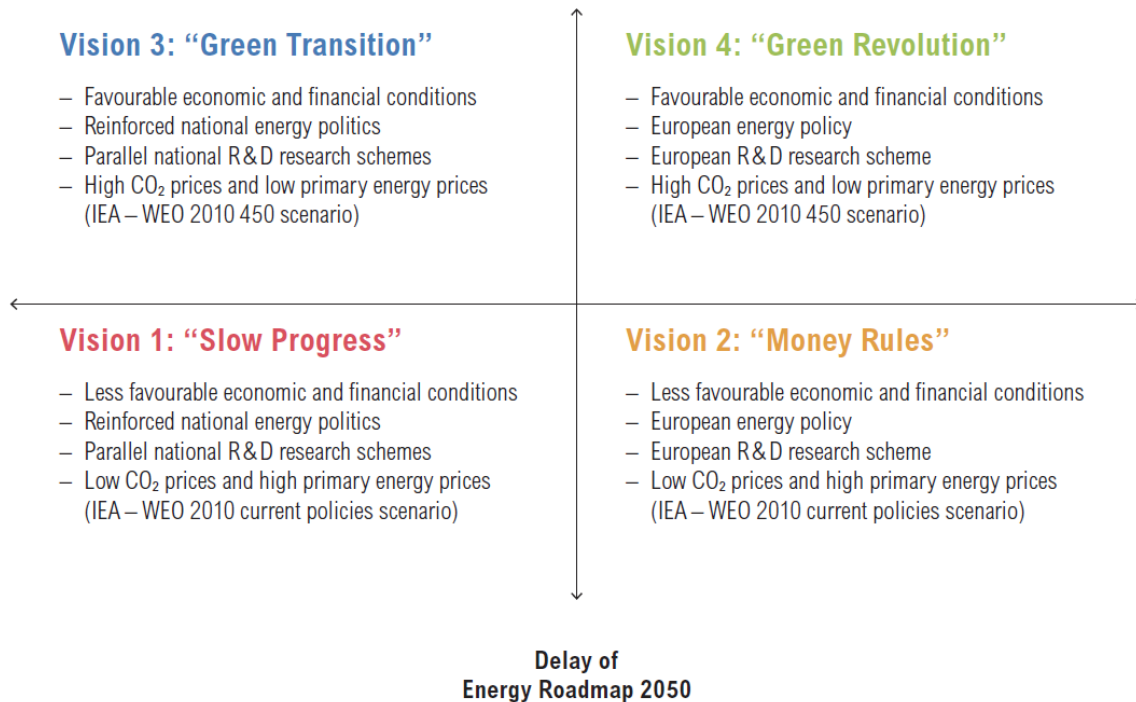 Vision 3: “Green Transition”
– Favourable economic and financial conditions
– Reinforced national energy politics
– Parallel national R & D research schemes
– High CO₂ prices and low primary energy prices
(IEA – WEO 2010 450 scenario)
Vision 4: “Green Revolution”
– Favourable economic and financial conditions
– European energy policy
– European R & D research scheme
– High CO₂ prices and low primary energy prices
(IEA – WEO 2010 450 scenario)
Vision 1: “Slow Progress”
– Less favourable economic and financial conditions
– Reinforced national energy politics
– Parallel national R & D research schemes
– Low CO₂ prices and high primary energy prices
(IEA – WEO 2010 current policies scenario)
Vision 2: “Money Rules”
– Less favourable economic and financial conditions
– European energy policy
– European R & D research scheme
– Low CO₂ prices and high primary energy prices
(IEA – WEO 2010 current policies scenario)
Delay of
Energy Roadmap 2050